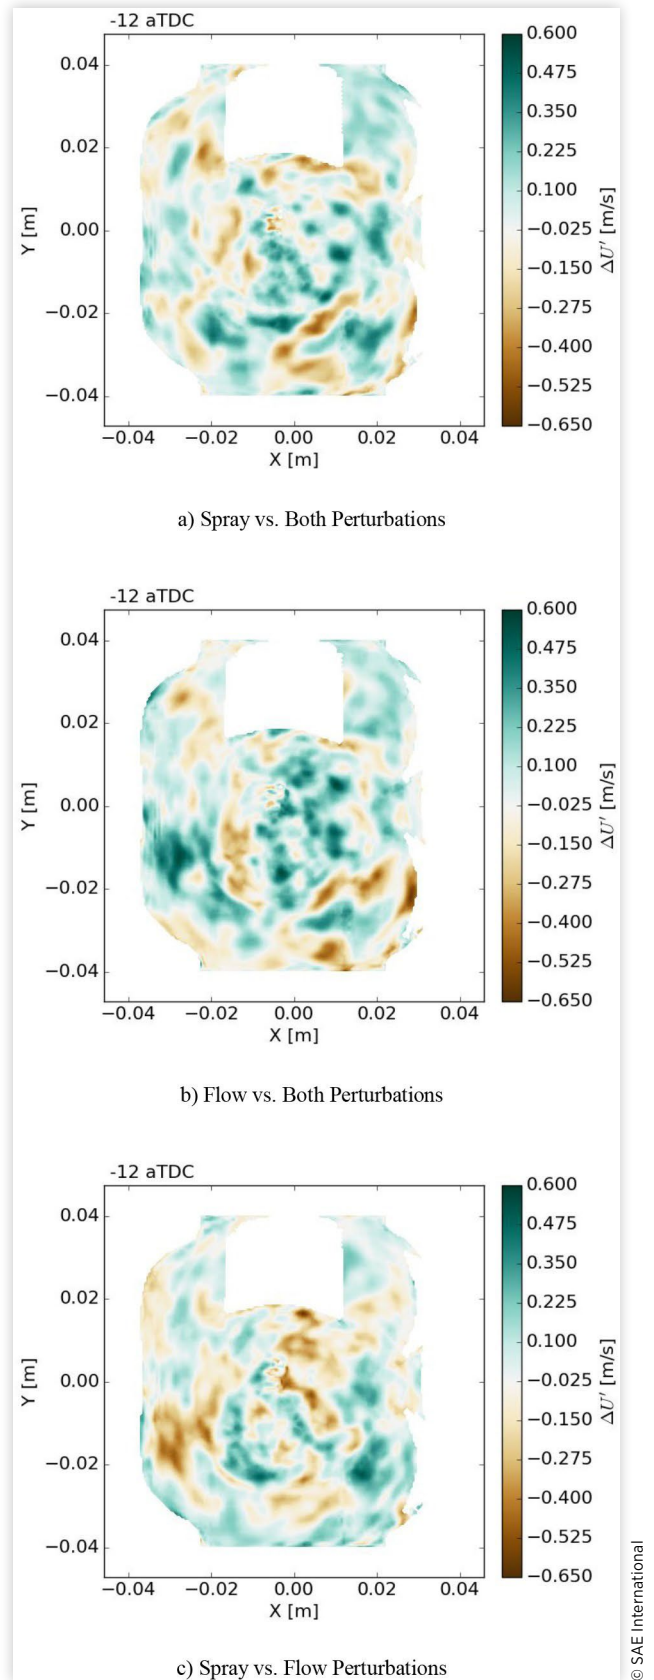 -12 aTDC
0.04
0.02
0.00
−0.02
−0.04
Y [m]
−0.04 −0.02 0.00 0.02 0.04
X [m]
0.600
0.475
0.350
0.225
0.100
−0.025
−0.150
−0.275
−0.400
−0.525
−0.650
ΔU′ [m/s]
a) Spray vs. Both Perturbations
-12 aTDC
0.04
0.02
0.00
−0.02
−0.04
Y [m]
−0.04 −0.02 0.00 0.02 0.04
X [m]
0.600
0.475
0.350
0.225
0.100
−0.025
−0.150
−0.275
−0.400
−0.525
−0.650
ΔU′ [m/s]
b) Flow vs. Both Perturbations
-12 aTDC
0.04
0.02
0.00
−0.02
−0.04
Y [m]
−0.04 −0.02 0.00 0.02 0.04
X [m]
0.600
0.475
0.350
0.225
0.100
−0.025
−0.150
−0.275
−0.400
−0.525
−0.650
ΔU′ [m/s]
c) Spray vs. Flow Perturbations
© SAE International